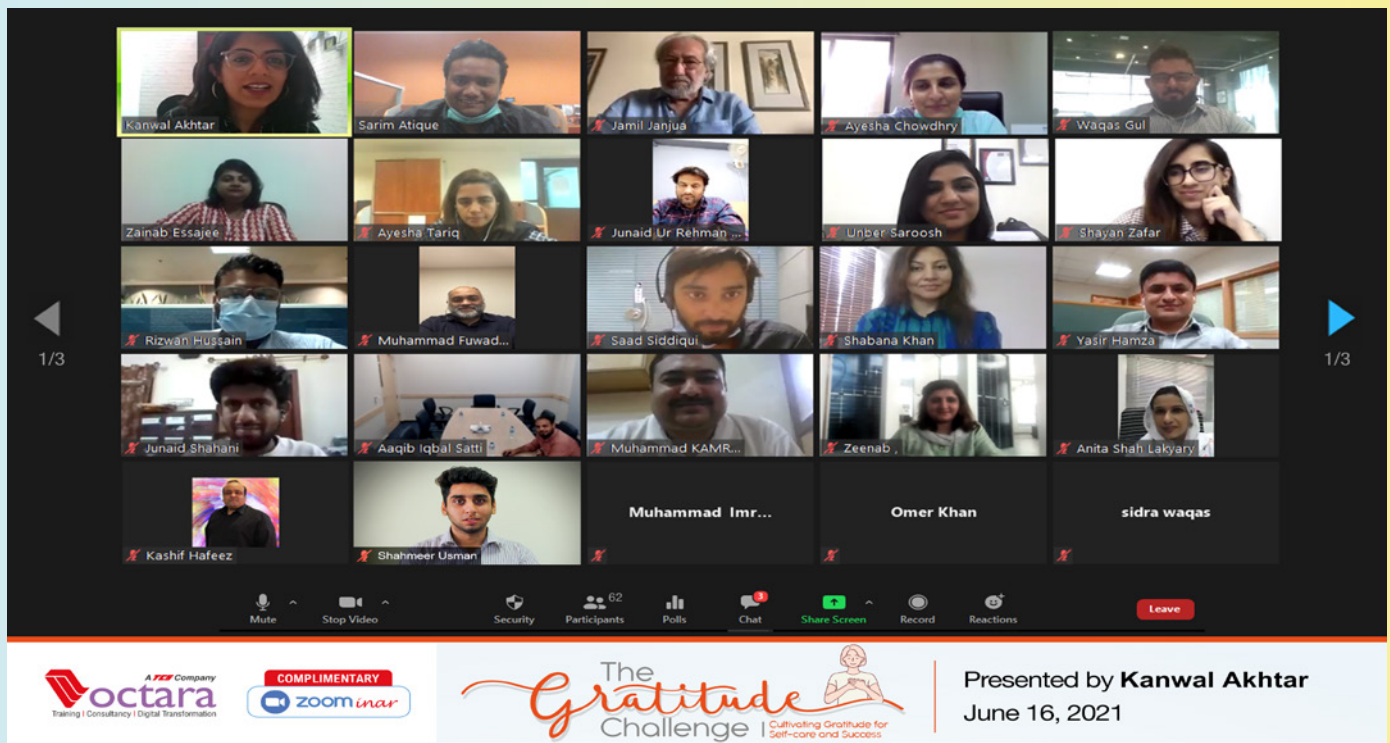 Kanwal Akhtar
Sarim Atique
Jamil Janjua
Ayesha Chowdhry
Waqas Gul
Zainab Essajee
Ayesha Tariq
Junaid Ur Rehman ...
Unber Saroosh
Shayan Zafar
Rizwan Hussain
Muhammad Fuwad...
Saad Siddiqui
Shabana Khan
Yasir Hamza
1/3
1/3
Junaid Shahani
Aaqib Iqbal Satti
Muhammad KAMR...
Zeenab ,
Anita Shah Lakyary
Kashif Hafeez
Shahmeer Usman
Muhammad Imr...
Omer Khan
sidra waqas
Mute
Stop Video
Security
62
Participants
Polls
3
Chat
Share Screen
Record
Reactions
Leave
A TCS Company
octara
Training | Consultancy | Digital Transformation
COMPLIMENTARY
zoominar
The
Gratitude
Challenge | Cultivating Gratitude for
Self-care and Success
Presented by Kanwal Akhtar
June 16, 2021